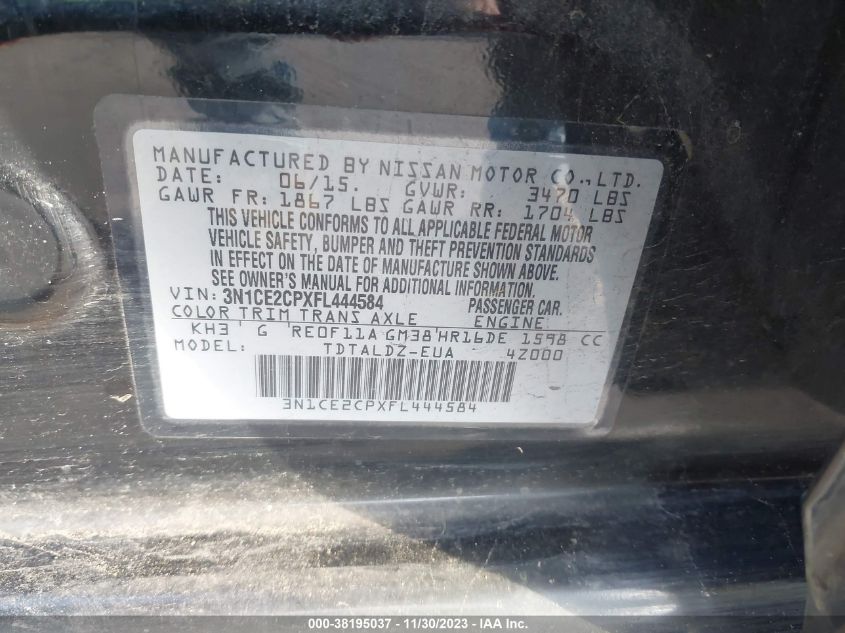 MANUFACTURED BY NISSAN MOTOR CO.,LTD.
DATE: 06/15. GVWR: 3470 LBS
GAWR FR: 1867 LBS GAWR RR: 1704 LBS
THIS VEHICLE CONFORMS TO ALL APPLICABLE FEDERAL MOTOR
VEHICLE SAFETY, BUMPER AND THEFT PREVENTION STANDARDS
IN EFFECT ON THE DATE OF MANUFACTURE SHOWN ABOVE.
SEE OWNER'S MANUAL FOR ADDITIONAL INFORMATION.
VIN: 3N1CE2CPXFL444584 PASSENGER CAR.
COLOR TRIM TRANS AXLE ENGINE
KH3 G RE0F11A GM38 HR16DE 1598 CC
MODEL: TDTALDZ-EUA 4Z000
3N1CE2CPXFL444584
000-38195037 - 11/30/2023 - IAA Inc.